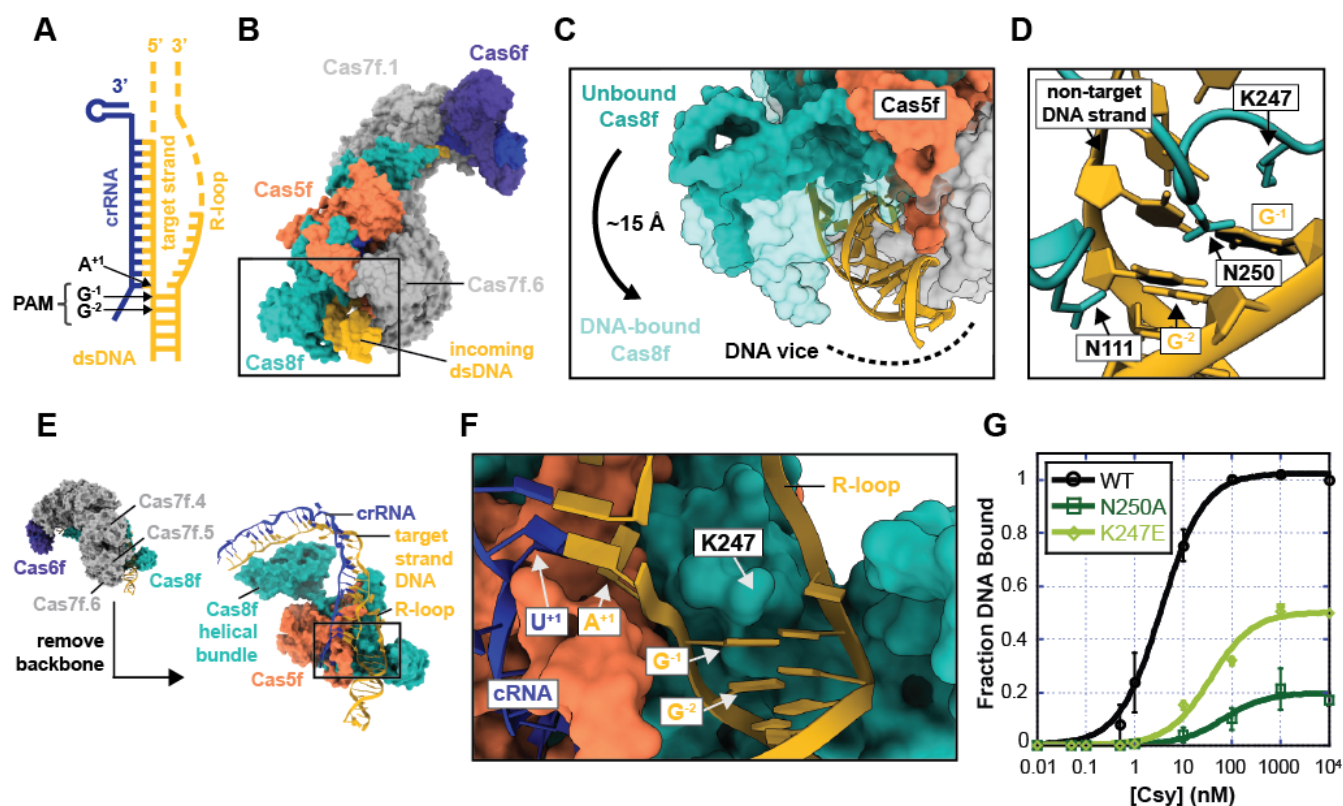 A
5’ 3’
3’
crRNA
target strand
R-loop
A+1
PAM
G-1
G-2
dsDNA
B
Cas7f.1
Cas6f
Cas5f
Cas7f.6
Cas8f
incoming
dsDNA
C
Unbound
Cas8f
Cas5f
~15 Å
DNA-bound
Cas8f
DNA vice
D
non-target
DNA strand
K247
G-1
N250
N111
G-2
E
Cas7f.4
Cas7f.5
Cas6f
Cas8f
Cas7f.6
remove
backbone
crRNA
target
strand
DNA
R-loop
Cas8f
helical
bundle
Cas5f
F
R-loop
K247
U+1
A+1
G-1
cRNA
G-2
G
WT
N250A
K247E
Fraction DNA Bound
1
0.8
0.6
0.4
0.2
0
0.01 0.1 1 10 100 1000 10⁴
[Csy] (nM)